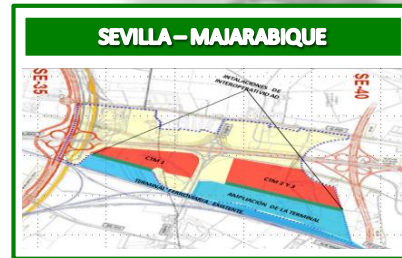 SEVILLA – MAJARABIQUE
INTALACIONES DE
INTEROPERATIVIDAD
SE-35
SE-40
CTM 1
CTM 2 Y 3
TERMINAL FERROVIARIA EXISTENTE
AMPLIACIÓN DE LA TERMINAL